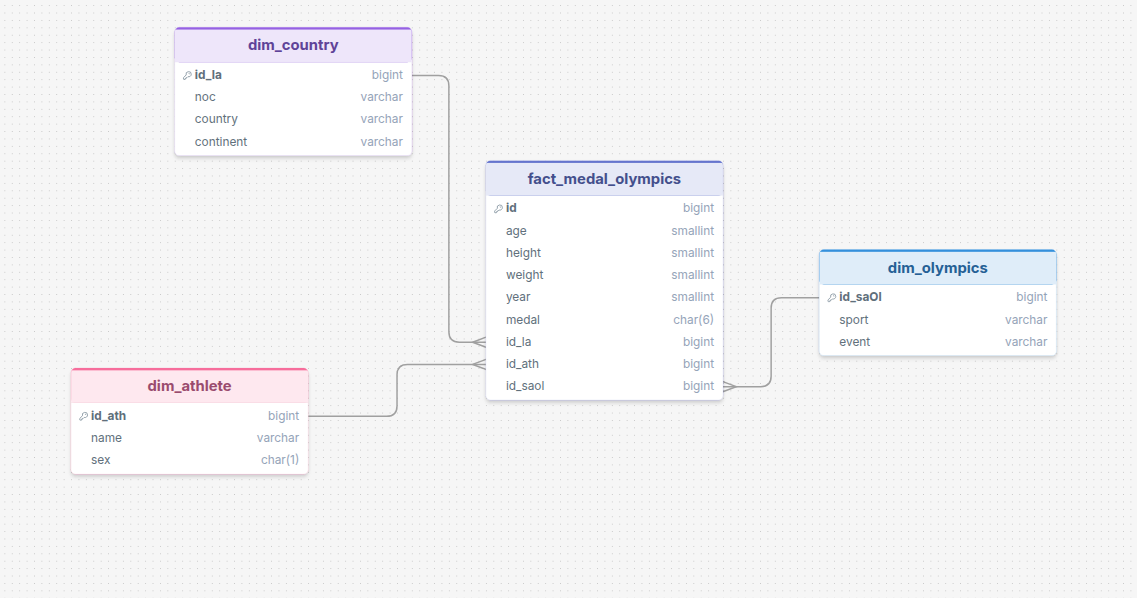 dim_country
id_la bigint
noc varchar
country varchar
continent varchar
fact_medal_olympics
id bigint
age smallint
height smallint
weight smallint
year smallint
medal char(6)
id_la bigint
id_ath bigint
id_saol bigint
dim_olympics
id_saOl bigint
sport varchar
event varchar
dim_athlete
id_ath bigint
name varchar
sex char(1)